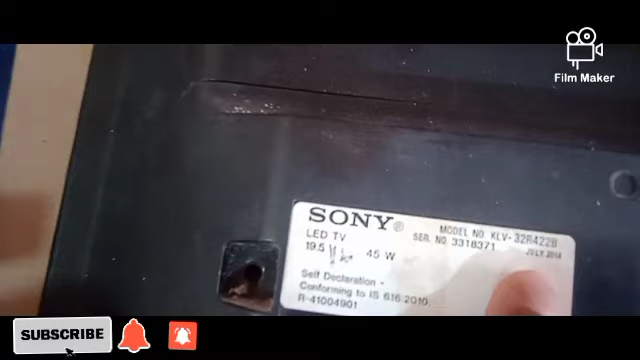 Film Maker
SONY®
LED TV
MODEL NO. KLV-32R422B
SER. NO. 3318371
19.5
45 W
JULY.2014
Self Declaration -
Conforming to IS 616:2010
R-41004901
SUBSCRIBE